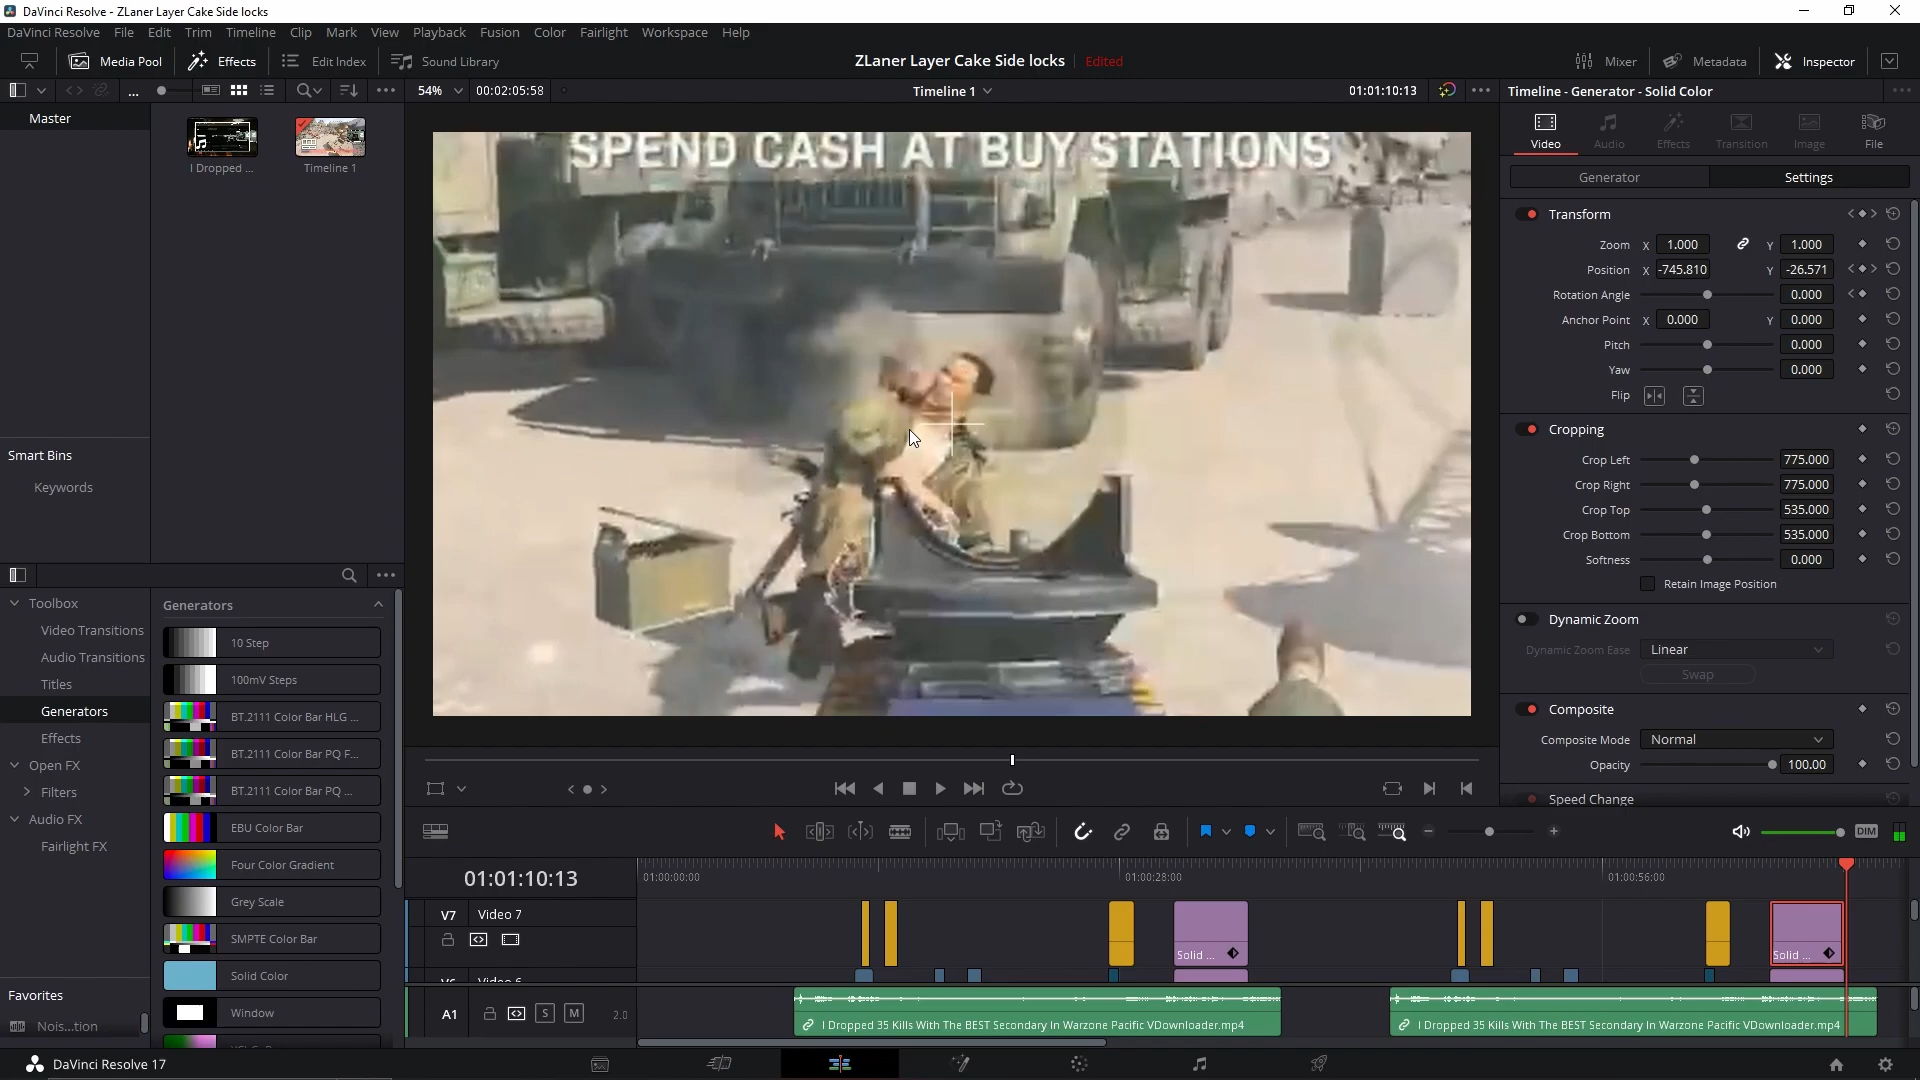 DaVinci Resolve - ZLaner Layer Cake Side locks
DaVinci Resolve File Edit Trim Timeline Clip Mark View Playback Fusion Color Fairlight Workspace Help
Media Pool Effects Edit Index Sound Library ZLaner Layer Cake Side locks Edited Mixer Metadata Inspector
... 54% 00:02:05:58 Timeline 1 01:01:10:13 Timeline - Generator - Solid Color
Master
I Dropped ... Timeline 1
SPEND CASH AT BUY STATIONS
Video Audio Effects Transition Image File
Generator Settings
Transform
Zoom X 1.000 Y 1.000
Position X -745.810 Y -26.571
Rotation Angle 0.000
Anchor Point X 0.000 Y 0.000
Pitch 0.000
Yaw 0.000
Flip
Cropping
Crop Left 775.000
Crop Right 775.000
Crop Top 535.000
Crop Bottom 535.000
Softness 0.000
Retain Image Position
Dynamic Zoom
Dynamic Zoom Ease Linear
Swap
Composite
Composite Mode Normal
Opacity 100.00
Speed Change
Smart Bins
Keywords
Toolbox
Video Transitions
Audio Transitions
Titles
Generators
Effects
Open FX
Filters
Audio FX
Fairlight FX
Favorites
Nois...tion
Generators
10 Step
100mV Steps
BT.2111 Color Bar HLG ...
BT.2111 Color Bar PQ F...
BT.2111 Color Bar PQ ...
EBU Color Bar
Four Color Gradient
Grey Scale
SMPTE Color Bar
Solid Color
Window
DIM
01:01:10:13 01:00:00:00 01:00:28:00 01:00:56:00
V7 Video 7
Solid ... Solid ...
A1 S M 2.0
I Dropped 35 Kills With The BEST Secondary In Warzone Pacific VDownloader.mp4
I Dropped 35 Kills With The BEST Secondary In Warzone Pacific VDownloader.mp4
DaVinci Resolve 17